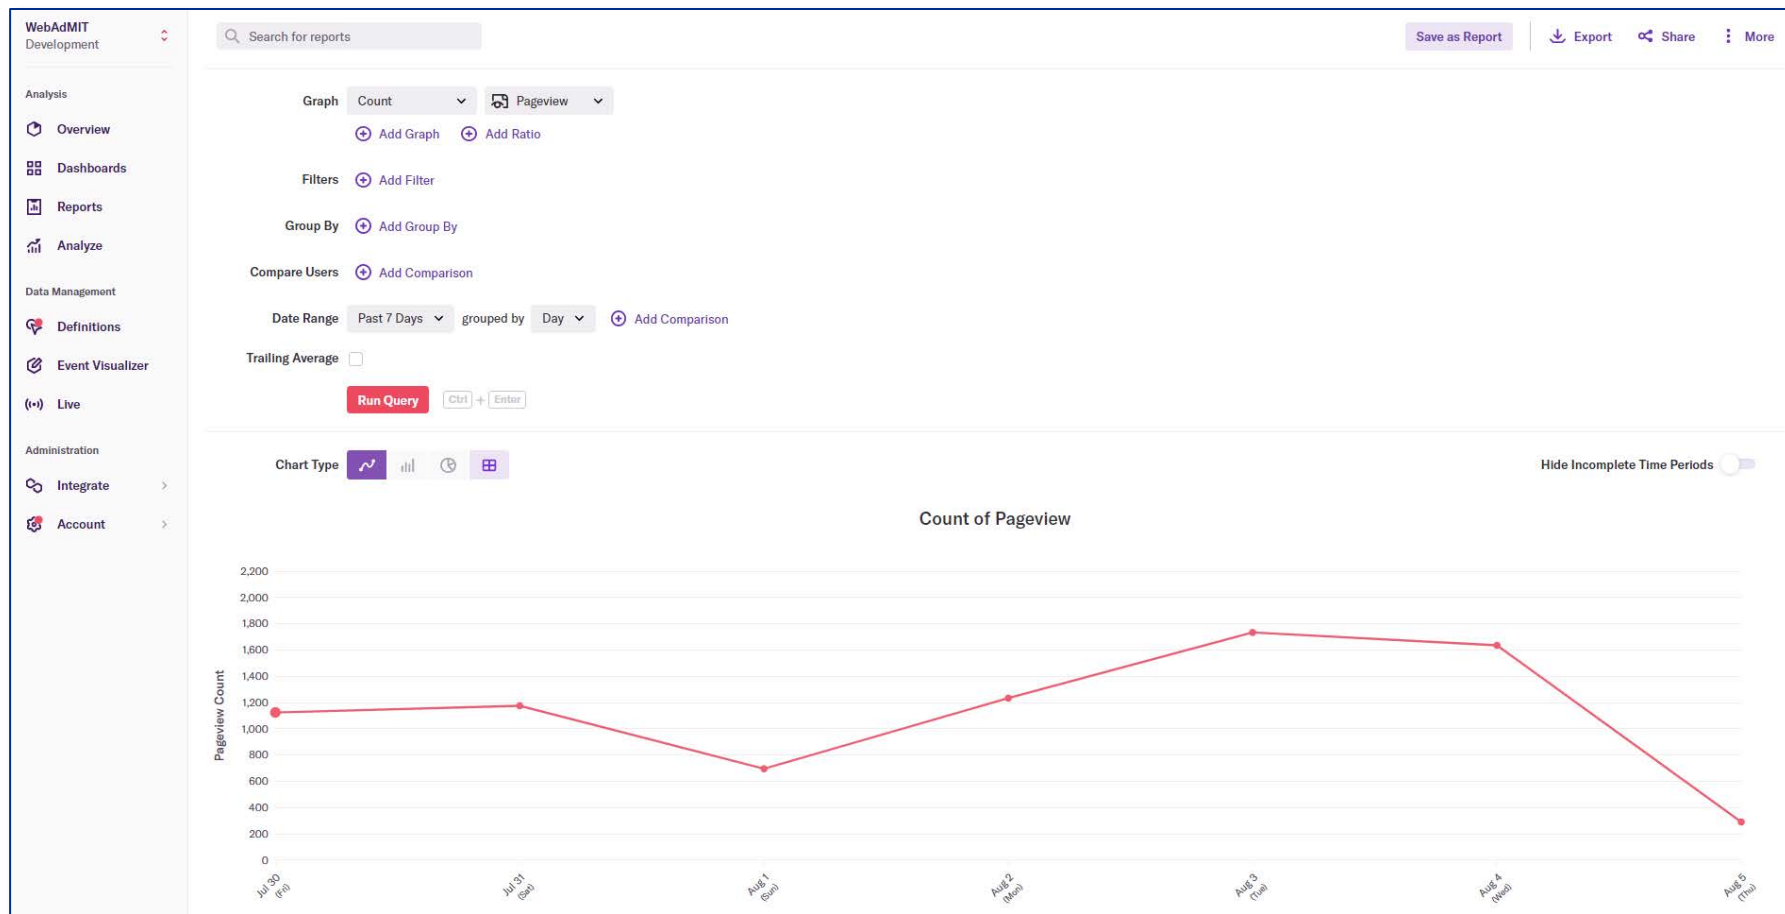 WebAdMIT
Development
Search for reports
Save as Report
Export
Share
More
Analysis
Overview
Dashboards
Reports
Analyze
Data Management
Definitions
Event Visualizer
Live
Administration
Integrate
Account
Graph Count Pageview
Add Graph Add Ratio
Filters Add Filter
Group By Add Group By
Compare Users Add Comparison
Date Range Past 7 Days grouped by Day Add Comparison
Trailing Average
Run Query Ctrl + Enter
Chart Type
Hide Incomplete Time Periods
Count of Pageview
Pageview Count
2,200
2,000
1,800
1,600
1,400
1,200
1,000
800
600
400
200
0
Jul 30 (Fri)
Jul 31 (Sat)
Aug 1 (Sun)
Aug 2 (Mon)
Aug 3 (Tue)
Aug 4 (Wed)
Aug 5 (Thu)